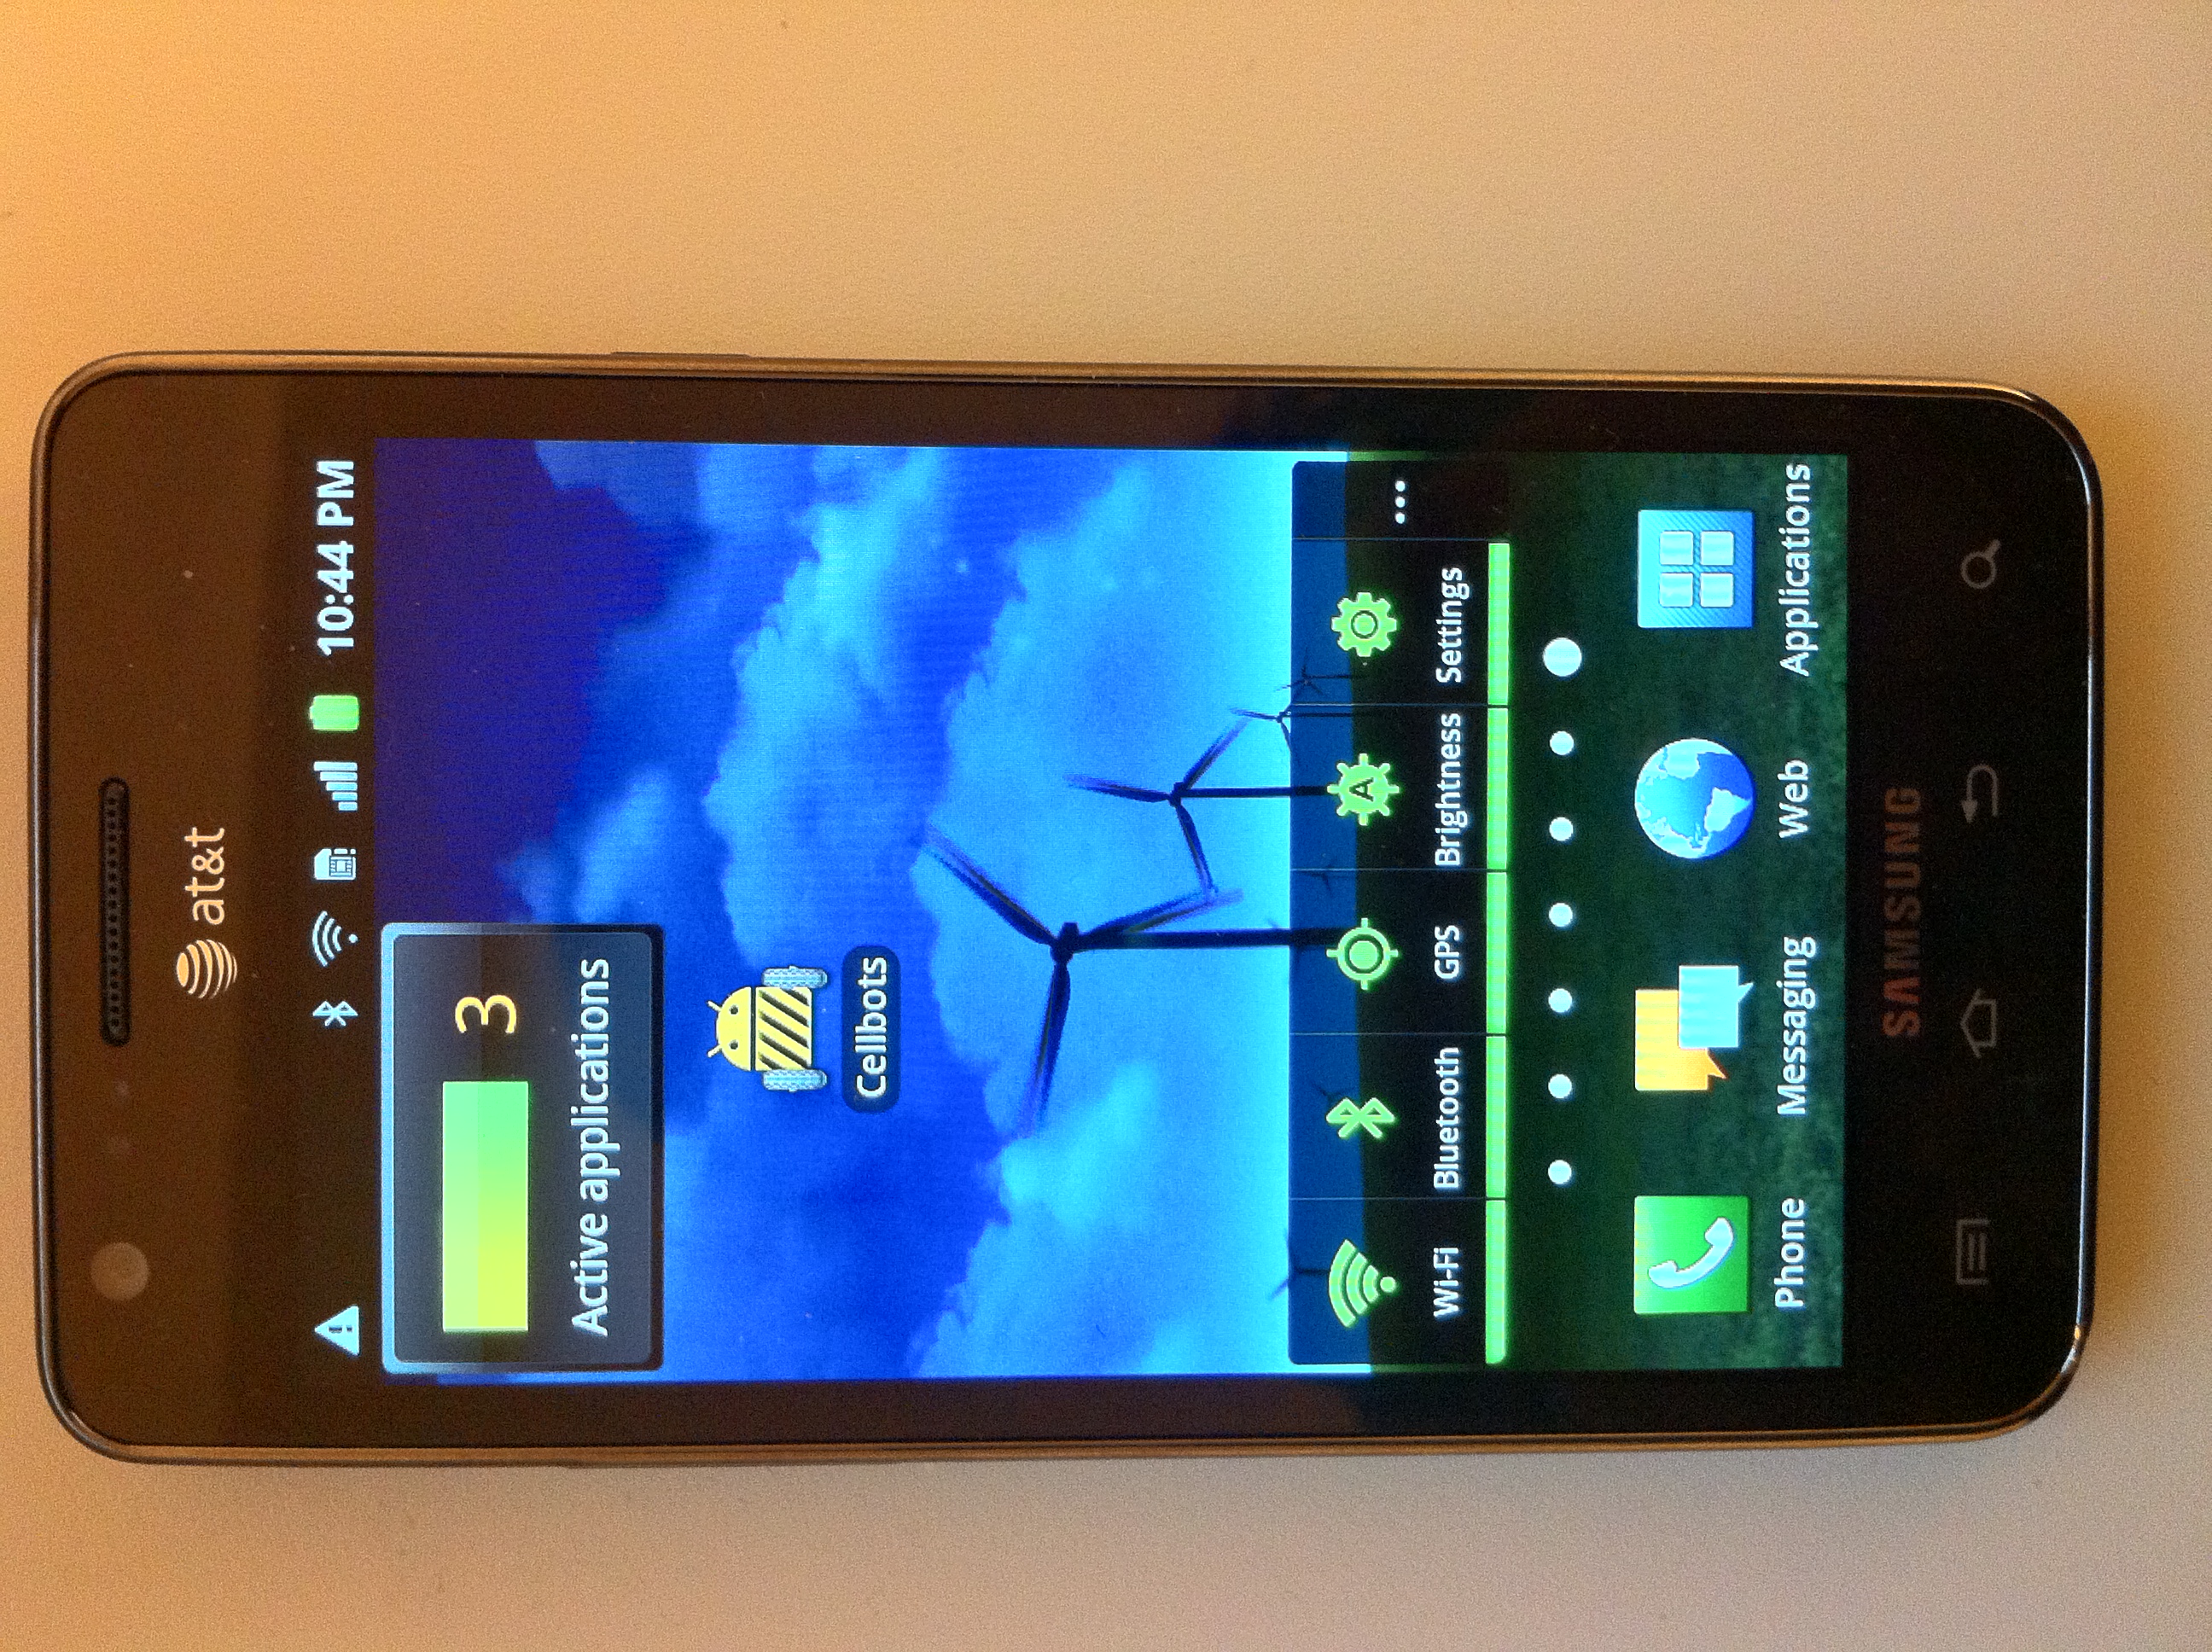 at&t
10:44 PM
3
Active applications
Cellbots
A
Wi-Fi Bluetooth GPS Brightness Settings ...
Phone Messaging Web Applications
SAMSUNG